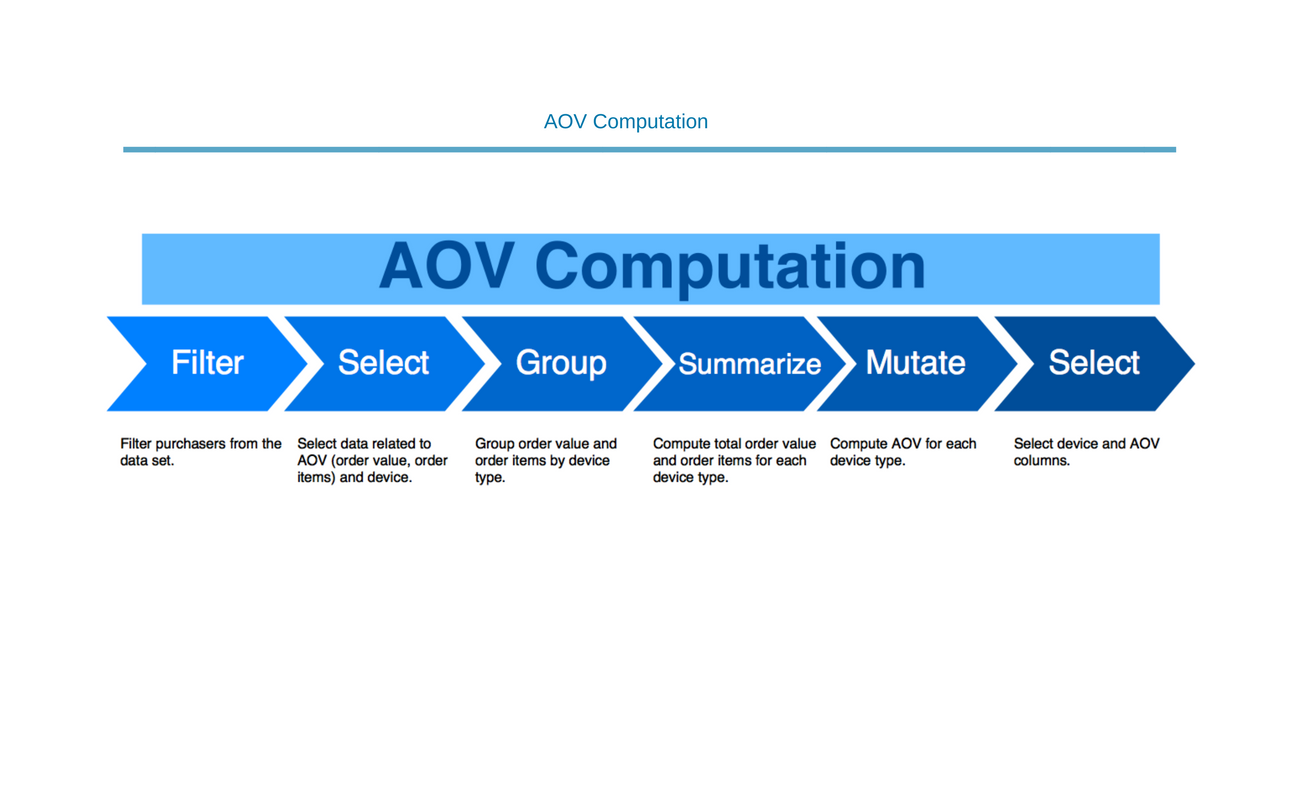 AOV Computation
AOV Computation
Filter
Select
Group
Summarize
Mutate
Select
Filter purchasers from the
data set.
Select data related to
AOV (order value, order
items) and device.
Group order value and
order items by device
type.
Compute total order value
and order items for each
device type.
Compute AOV for each
device type.
Select device and AOV
columns.